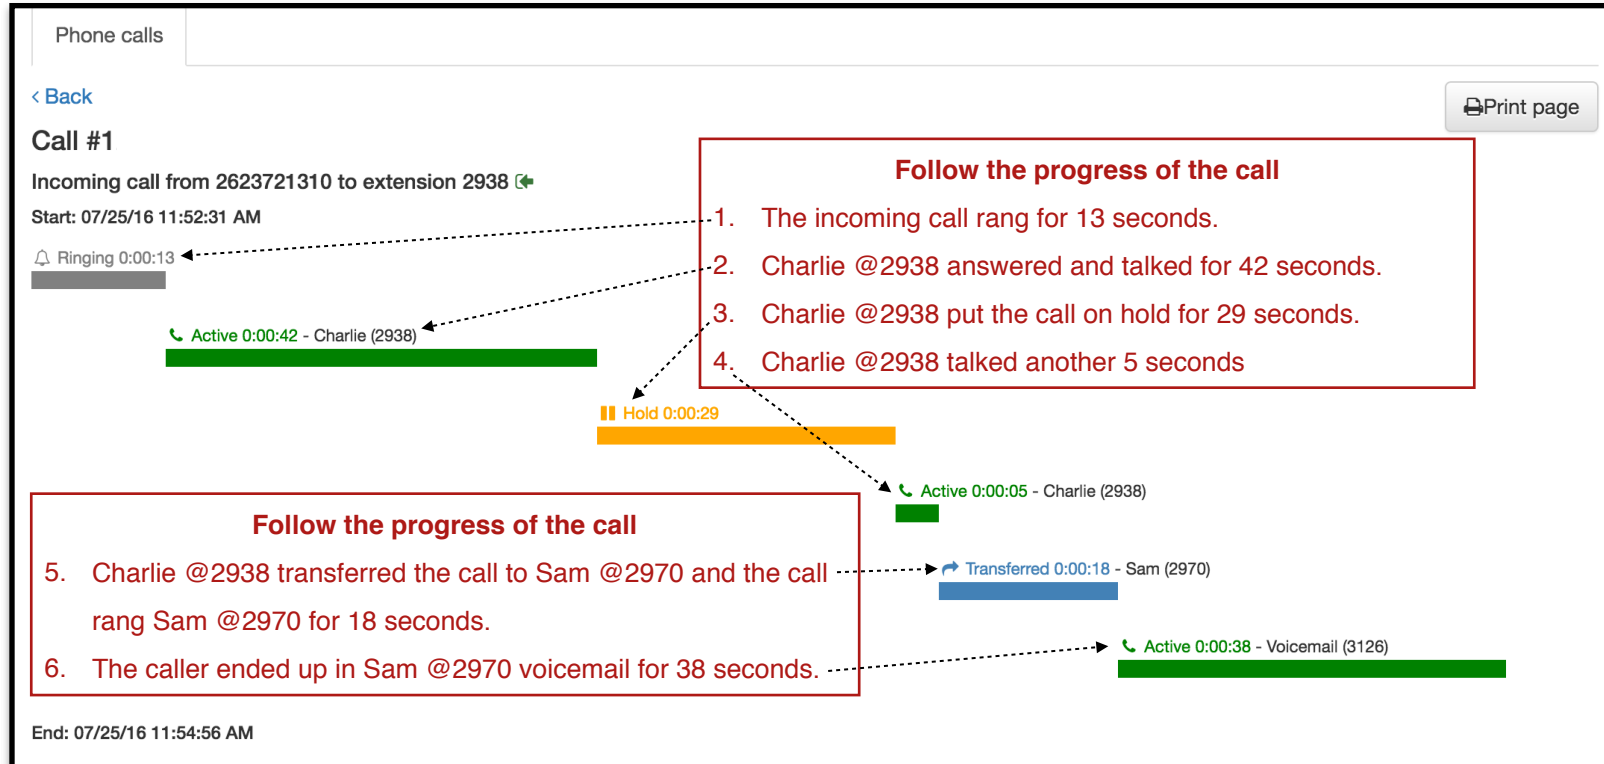 Phone calls
‹ Back
Print page
Call #1
Incoming call from 2623721310 to extension 2938
Start: 07/25/16 11:52:31 AM
Follow the progress of the call
1. The incoming call rang for 13 seconds.
2. Charlie @2938 answered and talked for 42 seconds.
3. Charlie @2938 put the call on hold for 29 seconds.
4. Charlie @2938 talked another 5 seconds
Ringing 0:00:13
Active 0:00:42 - Charlie (2938)
Hold 0:00:29
Active 0:00:05 - Charlie (2938)
Follow the progress of the call
5. Charlie @2938 transferred the call to Sam @2970 and the call
rang Sam @2970 for 18 seconds.
6. The caller ended up in Sam @2970 voicemail for 38 seconds.
Transferred 0:00:18 - Sam (2970)
Active 0:00:38 - Voicemail (3126)
End: 07/25/16 11:54:56 AM